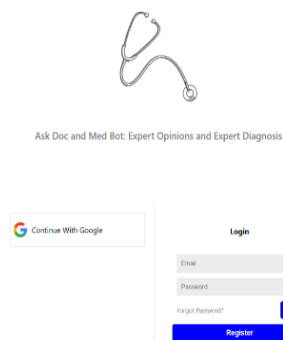 Ask Doc and Med Bot: Expert Opinions and Expert Diagnosis
Continue With Google
Login
Email
Password
Forgot Password?
Register